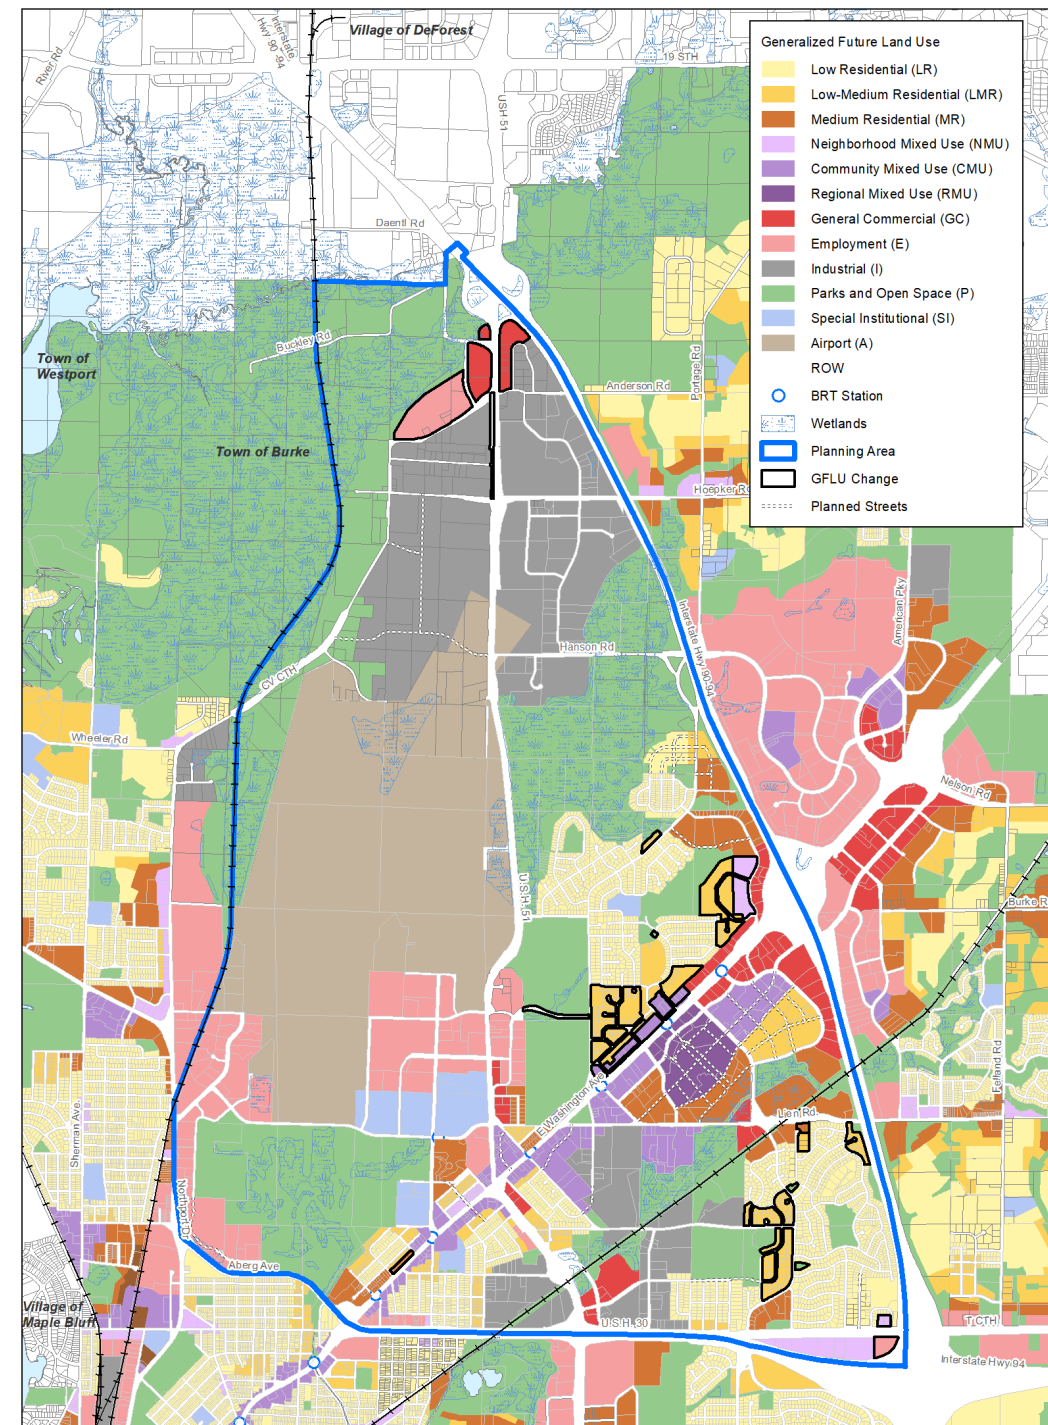 Village of DeForest
Interstate
Hwy 90-94
River Rd
19 STH
USH 51
Generalized Future Land Use
Low Residential (LR)
Low-Medium Residential (LMR)
Medium Residential (MR)
Neighborhood Mixed Use (NMU)
Community Mixed Use (CMU)
Regional Mixed Use (RMU)
General Commercial (GC)
Employment (E)
Industrial (I)
Parks and Open Space (P)
Special Institutional (SI)
Airport (A)
ROW
BRT Station
Wetlands
Planning Area
GFLU Change
Planned Streets
Daentl Rd
Buckley Rd
Town of
Westport
Portage Rd
Anderson Rd
Town of Burke
Hoepker Rd
American Pky
Interstate Hwy 90-94
Hanson Rd
CV CTH
Wheeler Rd
Nelson Rd
U.S.H. 51
Burke R
Felland Rd
E Washington Ave
Lien Rd
Sherman Ave
Northport Dr
Aberg Ave
Village of
Maple Bluff
U.S.H. 30
T CTH
Interstate Hwy 94